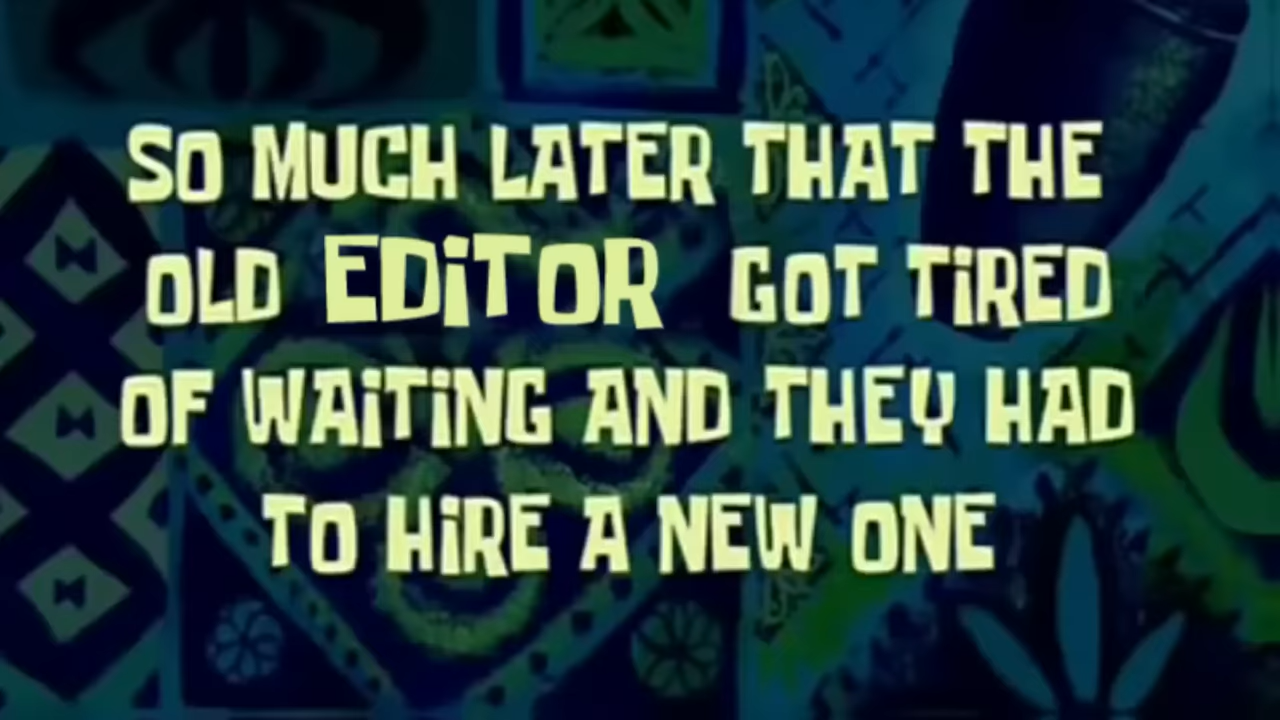 SO MUCH LATER THAT THE
OLD EDiTOR GOT TiRED
OF WAiTiNG AND THEY HAD
TO HiRE A NEW ONE